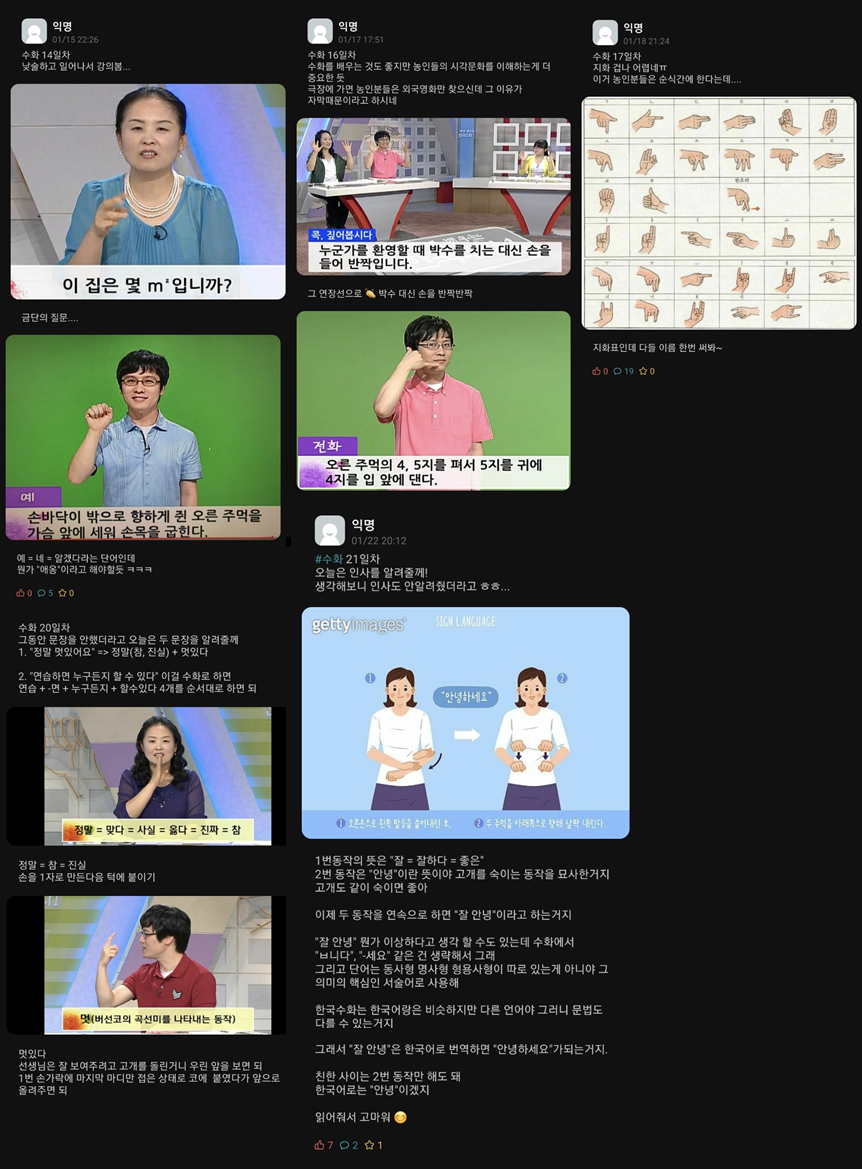 익명
01/15 22:26
수화 14일차
낮술하고 일어나서 강의봄...
이 집은 몇 m²입니까?
금단의 질문....
예
손바닥이 밖으로 향하게 쥔 오른 주먹을
가슴 앞에 세워 손목을 굽힌다.
예 = 네 = 알겠다라는 단어인데
뭔가 "애옹"이라고 해야할듯 ㅋㅋㅋ
0 5 0
수화 20일차
그동안 문장을 안했더라고 오늘은 두 문장을 알려줄께
1. "정말 멋있어요" => 정말(참, 진실) + 멋있다
2. "연습하면 누구든지 할 수 있다" 이걸 수화로 하면
연습 + -면 + 누구든지 + 할수있다 4개를 순서대로 하면 되
정말 = 맞다 = 사실 = 옳다 = 진짜 = 참
정말 = 참 = 진실
손을 1자로 만든다음 턱에 붙이기
멋(버선코의 곡선미를 나타내는 동작)
멋있다
선생님은 잘 보여주려고 고개를 돌린거니 우린 앞을 보면 되
1번 손가락에 마지막 마디만 접은 상태로 코에 붙였다가 앞으로
올려주면 되
익명
01/17 17:51
수화 16일차
수화를 배우는 것도 좋지만 농인들의 시각문화를 이해하는게 더
중요한 듯
극장에 가면 농인분들은 외국영화만 찾으신데 그 이유가
자막때문이라고 하시네
콕, 짚어봅시다
누군가를 환영할 때 박수를 치는 대신 손을
들어 반짝입니다.
그 연장선으로 👏 박수 대신 손을 반짝반짝
전화
오른 주먹의 4, 5지를 펴서 5지를 귀에
4지를 입 앞에 댄다.
익명
01/22 20:12
#수화 21일차
오늘은 인사를 알려줄께!
생각해보니 인사도 안알려줬더라고 ㅎㅎ...
gettyimages
SIGN LANGUAGE
1 "안녕하세요" 2
1 오른손으로 왼쪽 팔등을 쓸어내린 후,
2 두 주먹을 아래쪽으로 향해 살짝 내린다.
1번동작의 뜻은 "잘 = 잘하다 = 좋은"
2번 동작은 "안녕"이란 뜻이야 고개를 숙이는 동작을 묘사한거지
고개도 같이 숙이면 좋아
이제 두 동작을 연속으로 하면 "잘 안녕"이라고 하는거지
"잘 안녕" 뭔가 이상하다고 생각 할 수도 있는데 수화에서
"ㅂ니다", "-세요" 같은 건 생략해서 그래
그리고 단어는 동사형 명사형 형용사형이 따로 있는게 아니야 그
의미의 핵심인 서술어로 사용해
한국수화는 한국어랑은 비슷하지만 다른 언어야 그러니 문법도
다를 수 있는거지
그래서 "잘 안녕"은 한국어로 번역하면 "안녕하세요"가되는거지.
친한 사이는 2번 동작만 해도 돼
한국어로는 "안녕"이겠지
읽어줘서 고마워 😊
7 2 1
익명
01/18 21:24
수화 17일차
지화 겁나 어렵네ㅠ
이거 농인분들은 순식간에 한다는데....
지화표인데 다들 이름 한번 써봐~
0 19 0